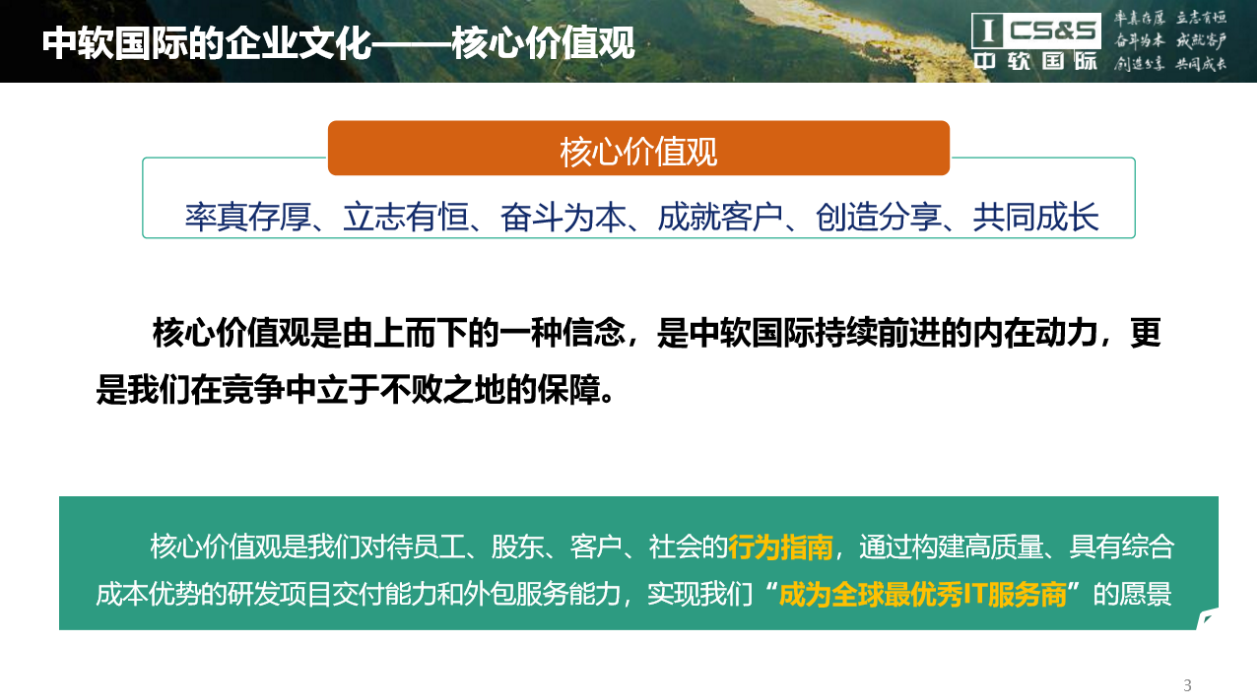 中软国际的企业文化——核心价值观
ICS&S
中软国际
率真存厚 立志有恒
奋斗为本 成就客户
创造分享 共同成长
核心价值观
率真存厚、立志有恒、奋斗为本、成就客户、创造分享、共同成长
核心价值观是由上而下的一种信念，是中软国际持续前进的内在动力，更
是我们在竞争中立于不败之地的保障。
核心价值观是我们对待员工、股东、客户、社会的行为指南，通过构建高质量、具有综合
成本优势的研发项目交付能力和外包服务能力，实现我们“成为全球最优秀IT服务商”的愿景
3